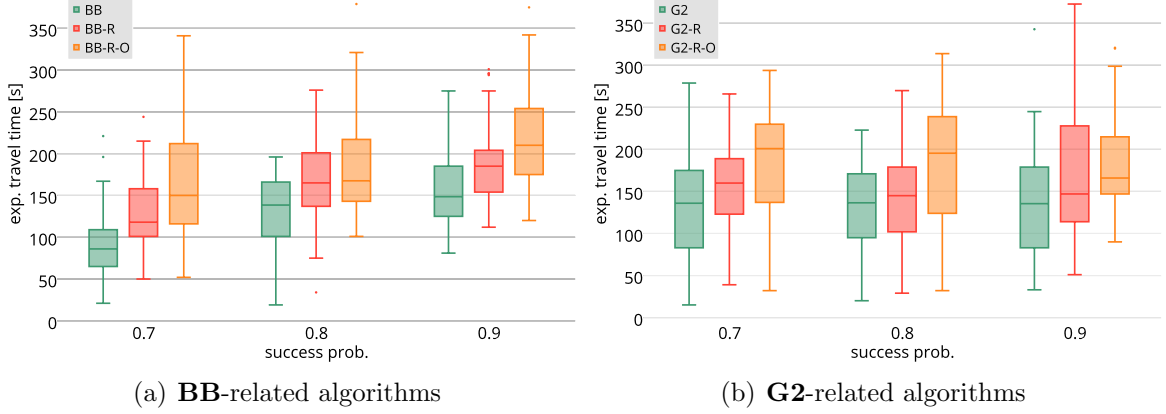 BB
BB-R
BB-R-O
exp. travel time [s]
350
300
250
200
150
100
50
0
0.7 0.8 0.9
success prob.
(a) BB-related algorithms
G2
G2-R
G2-R-O
exp. travel time [s]
350
300
250
200
150
100
50
0
0.7 0.8 0.9
success prob.
(b) G2-related algorithms